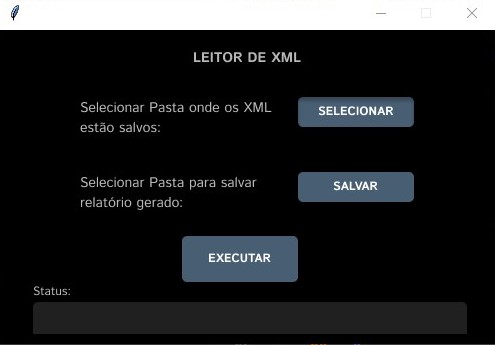 LEITOR DE XML
Selecionar Pasta onde os XML
estão salvos:
SELECIONAR
Selecionar Pasta para salvar
relatório gerado:
SALVAR
EXECUTAR
Status: